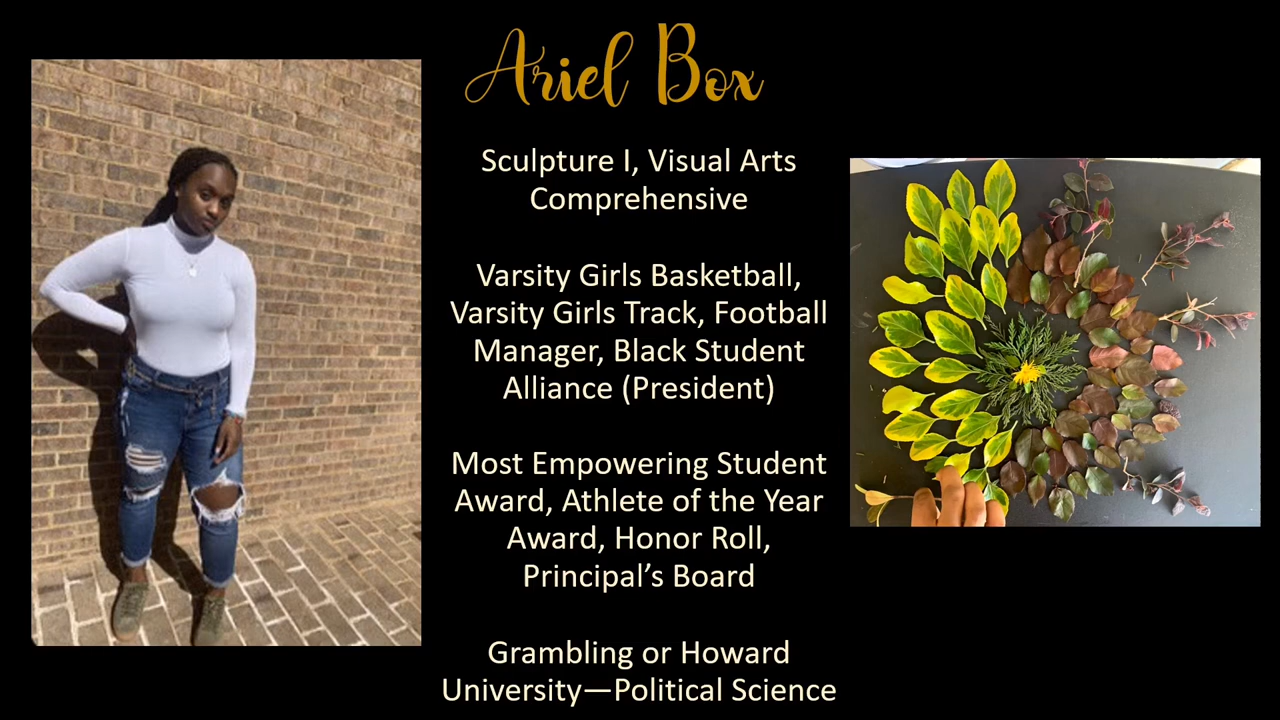 Ariel Box
Sculpture I, Visual Arts
Comprehensive
Varsity Girls Basketball,
Varsity Girls Track, Football
Manager, Black Student
Alliance (President)
Most Empowering Student
Award, Athlete of the Year
Award, Honor Roll,
Principal’s Board
Grambling or Howard
University—Political Science